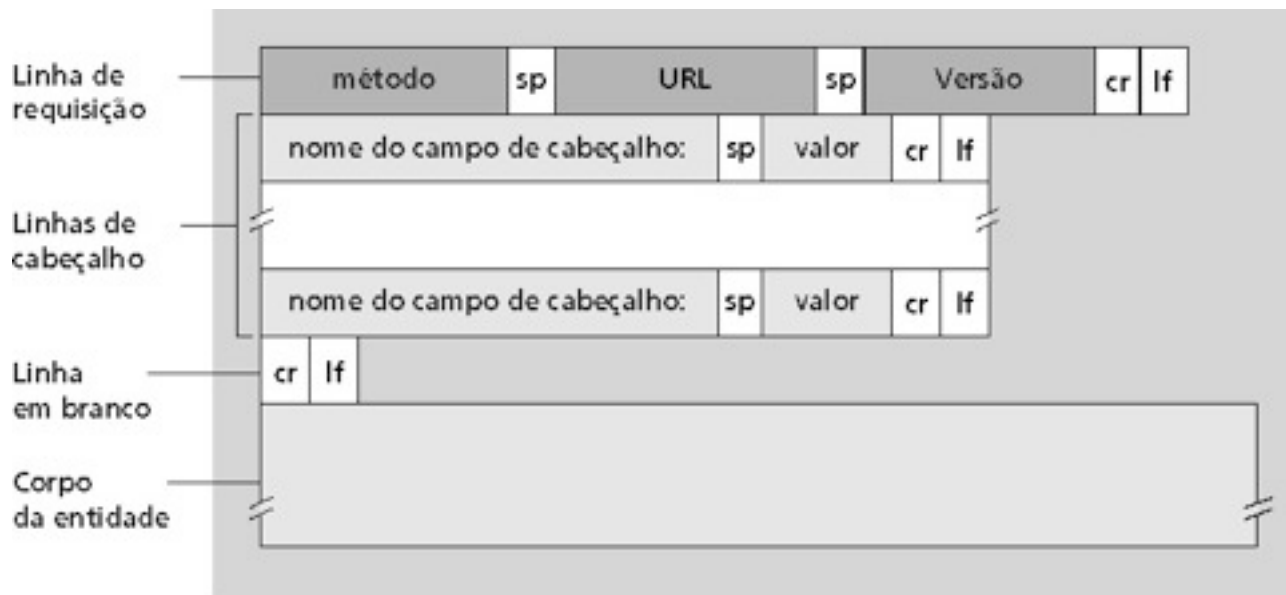 Linha de
requisição
método sp URL sp Versão cr lf
nome do campo de cabeçalho: sp valor cr lf
Linhas de
cabeçalho
nome do campo de cabeçalho: sp valor cr lf
Linha
em branco
cr lf
Corpo
da entidade